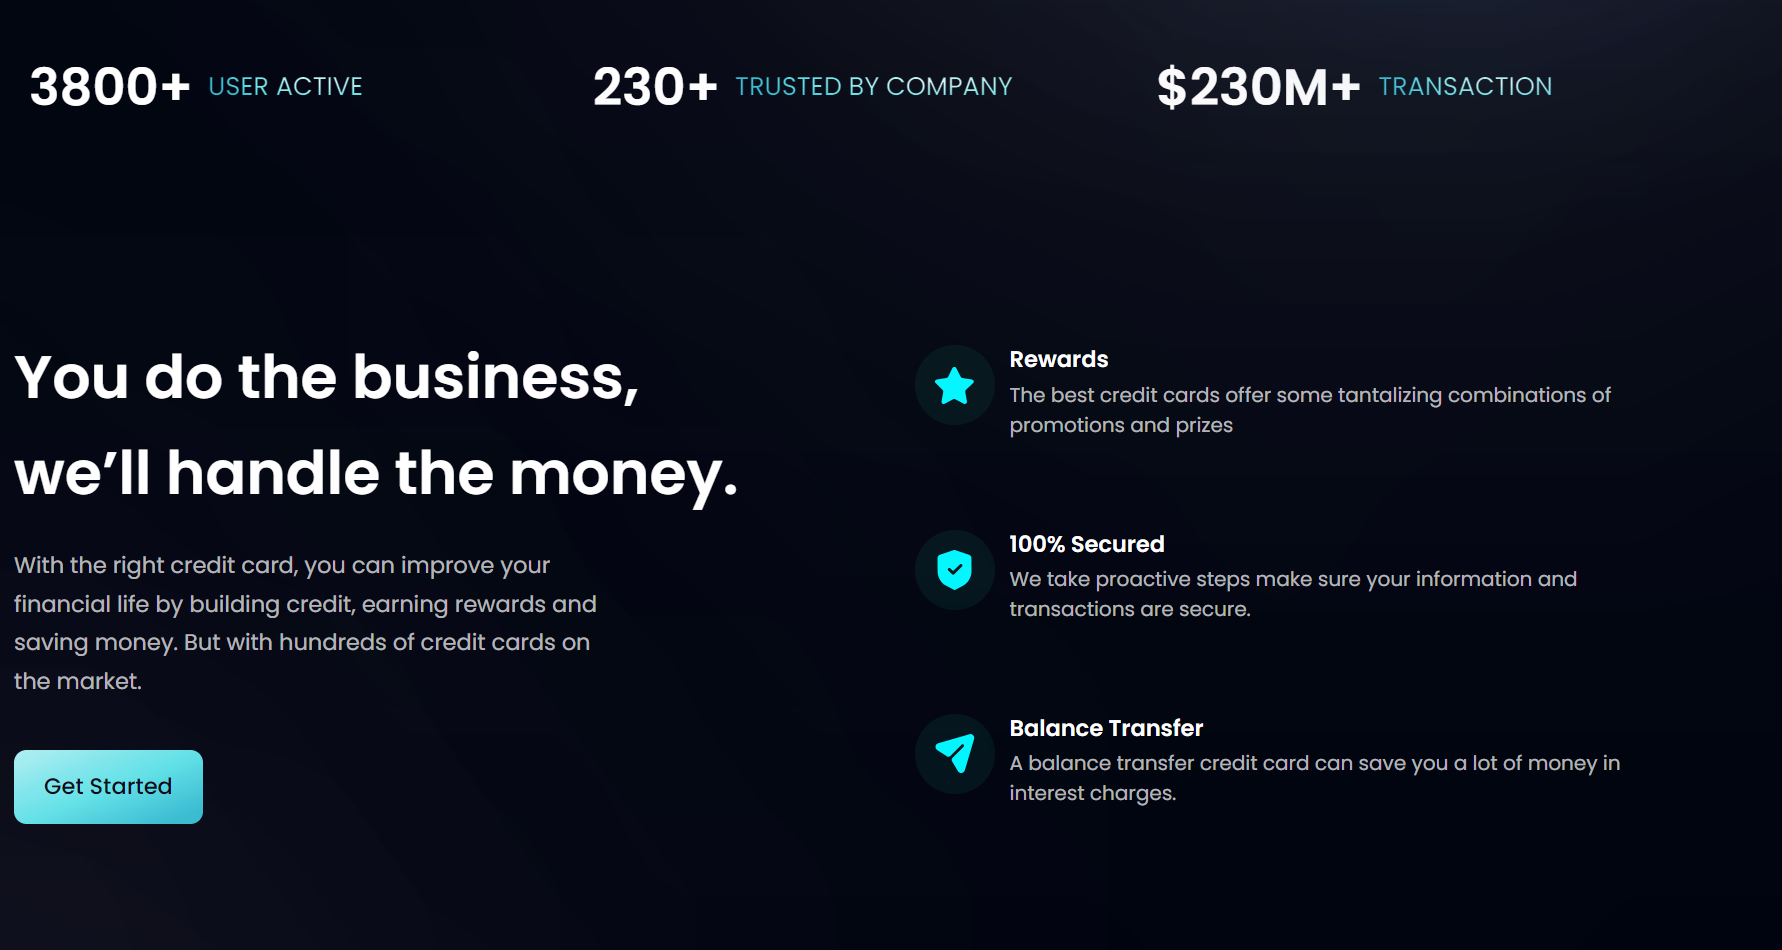 3800+ USER ACTIVE
230+ TRUSTED BY COMPANY
$230M+ TRANSACTION
You do the business,
we’ll handle the money.
With the right credit card, you can improve your
financial life by building credit, earning rewards and
saving money. But with hundreds of credit cards on
the market.
Get Started
Rewards
The best credit cards offer some tantalizing combinations of
promotions and prizes
100% Secured
We take proactive steps make sure your information and
transactions are secure.
Balance Transfer
A balance transfer credit card can save you a lot of money in
interest charges.